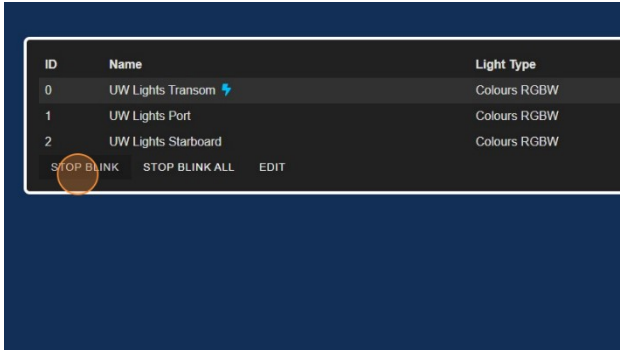 ID Name Light Type
0 UW Lights Transom Colours RGBW
1 UW Lights Port Colours RGBW
2 UW Lights Starboard Colours RGBW
STOP BLINK STOP BLINK ALL EDIT